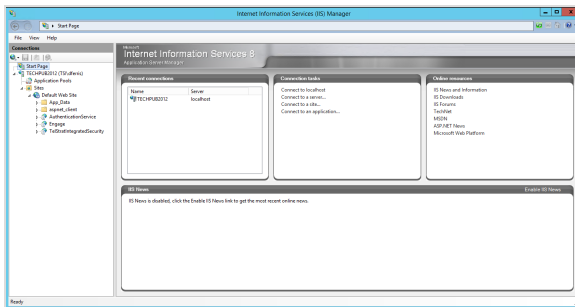 Internet Information Services (IIS) Manager
Start Page
File View Help
Connections
Start Page
TECHPUB2012 (TSI\dferris)
Application Pools
Sites
Default Web Site
App_Data
aspnet_client
AuthenticationService
Engage
TelStratIntegratedSecurity
Microsoft
Internet Information Services 8
Application Server Manager
Recent connections
Name Server
TECHPUB2012 localhost
Connection tasks
Connect to localhost
Connect to a server...
Connect to a site...
Connect to an application...
Online resources
IIS News and Information
IIS Downloads
IIS Forums
TechNet
MSDN
ASP.NET News
Microsoft Web Platform
IIS News
Enable IIS News
IIS News is disabled, click the Enable IIS News link to get the most recent online news.
Ready